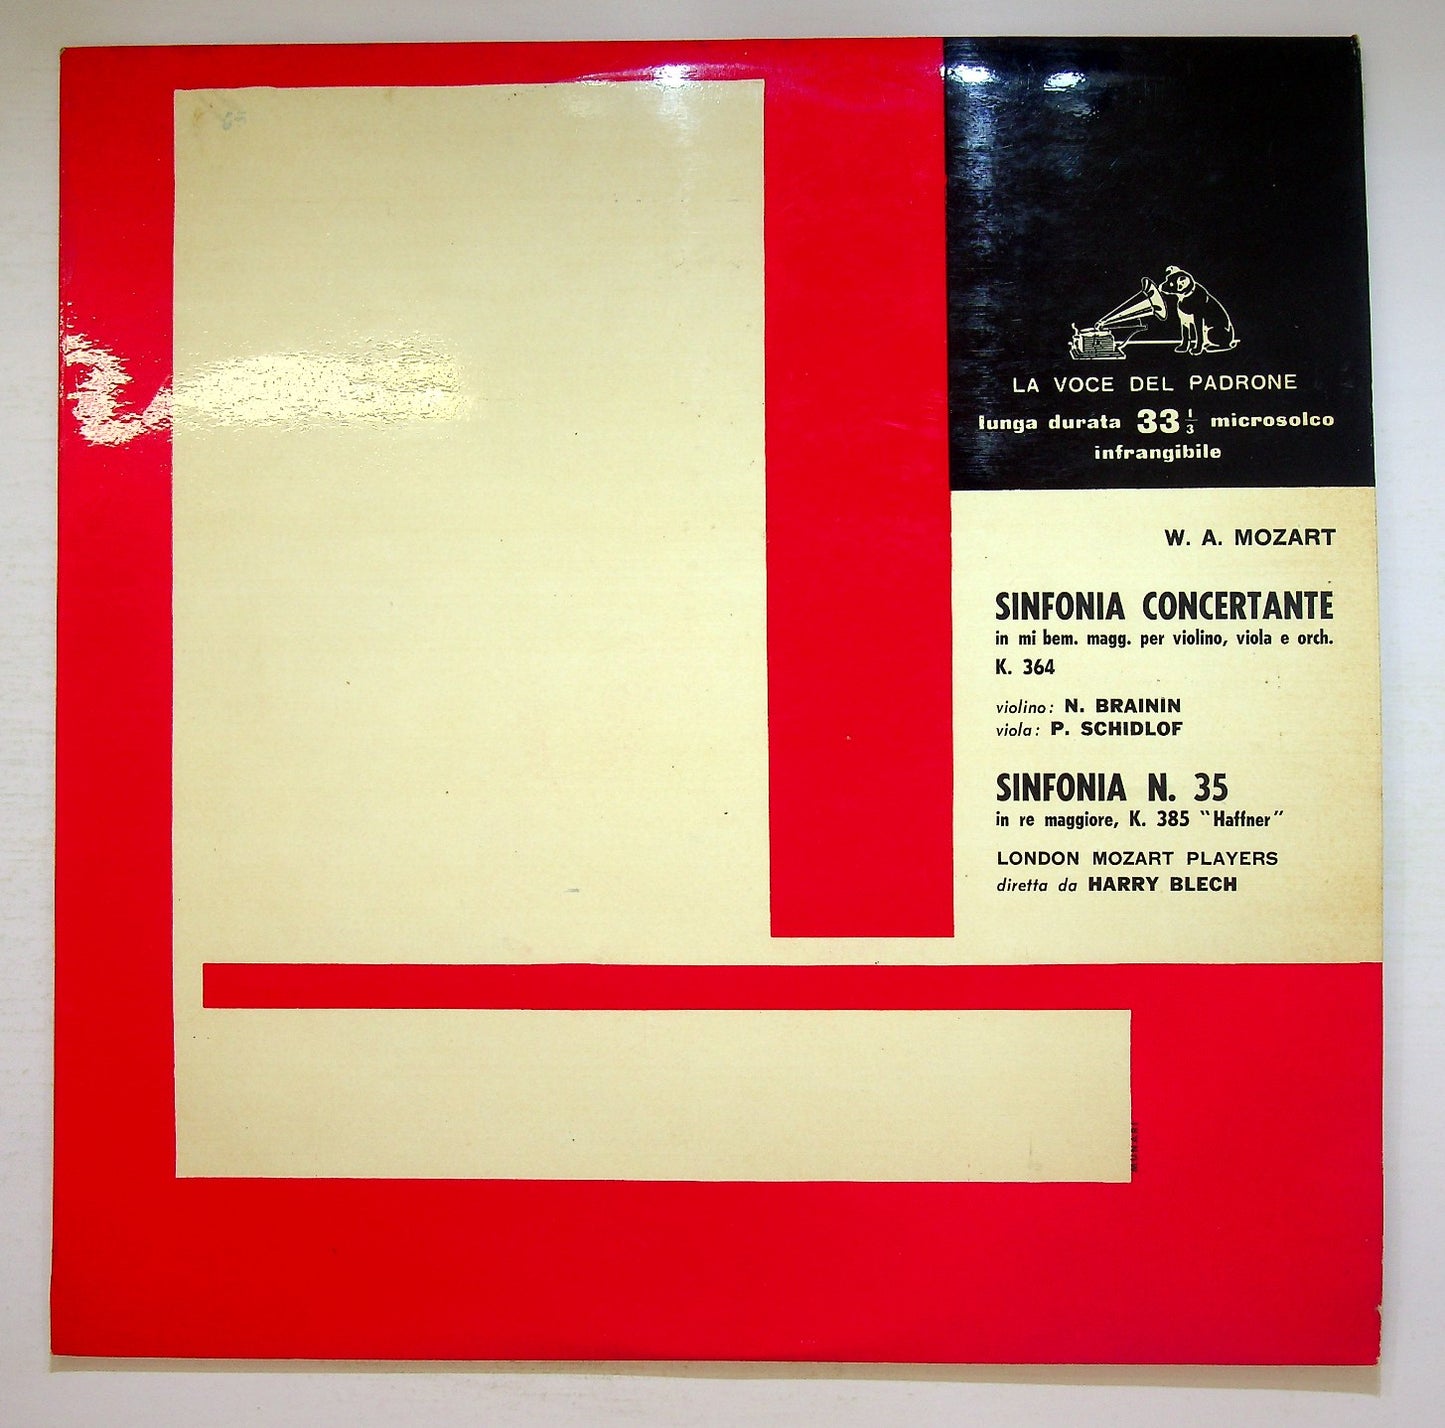 LA VOCE DEL PADRONE
lunga durata 33 1/3 microsolco
infrangibile
W. A. MOZART
SINFONIA CONCERTANTE
in mi bem. magg. per violino, viola e orch.
K. 364
violino: N. BRAININ
viola: P. SCHIDLOF
SINFONIA N. 35
in re maggiore, K. 385 "Haffner"
LONDON MOZART PLAYERS
diretta da HARRY BLECH
MUNARI